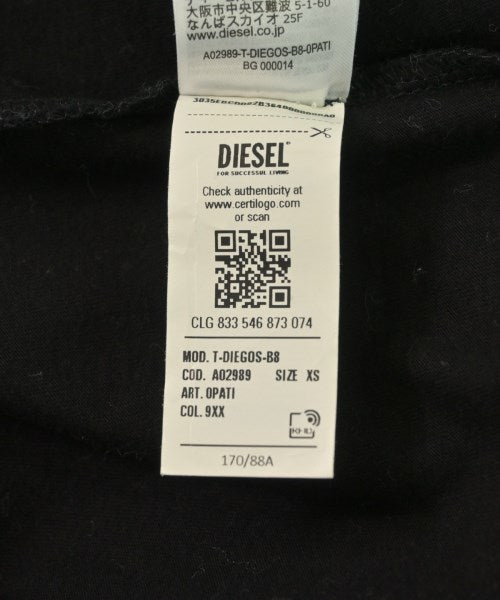 大阪市中央区難波 5-1-60
なんばスカイオ 25F
www.diesel.co.jp
A02989-T-DIEGOS-B8-0PATI
BG 000014
DIESEL
FOR SUCCESSFUL LIVING
Check authenticity at
www.certilogo.com
or scan
CLG 833 546 873 074
MOD. T-DIEGOS-B8
COD. A02989 SIZE XS
ART. 0PATI
COL. 9XX
RFID
170/88A